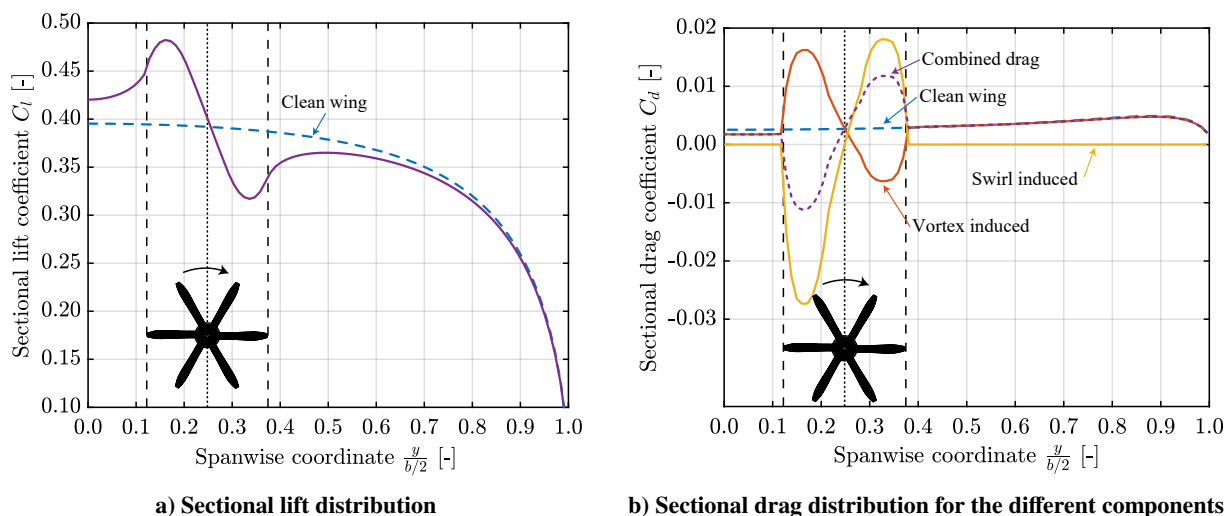 0.50
0.45
0.40
0.35
0.30
0.25
0.20
0.15
0.10
Sectional lift coefficient C_l [-]
Clean wing
0.0 0.1 0.2 0.3 0.4 0.5 0.6 0.7 0.8 0.9 1.0
Spanwise coordinate y/b/2 [-]
a) Sectional lift distribution
0.02
0.01
0.00
-0.01
-0.02
-0.03
Sectional drag coefficient C_d [-]
Combined drag
Clean wing
Swirl induced
Vortex induced
0.0 0.1 0.2 0.3 0.4 0.5 0.6 0.7 0.8 0.9 1.0
Spanwise coordinate y/b/2 [-]
b) Sectional drag distribution for the different components